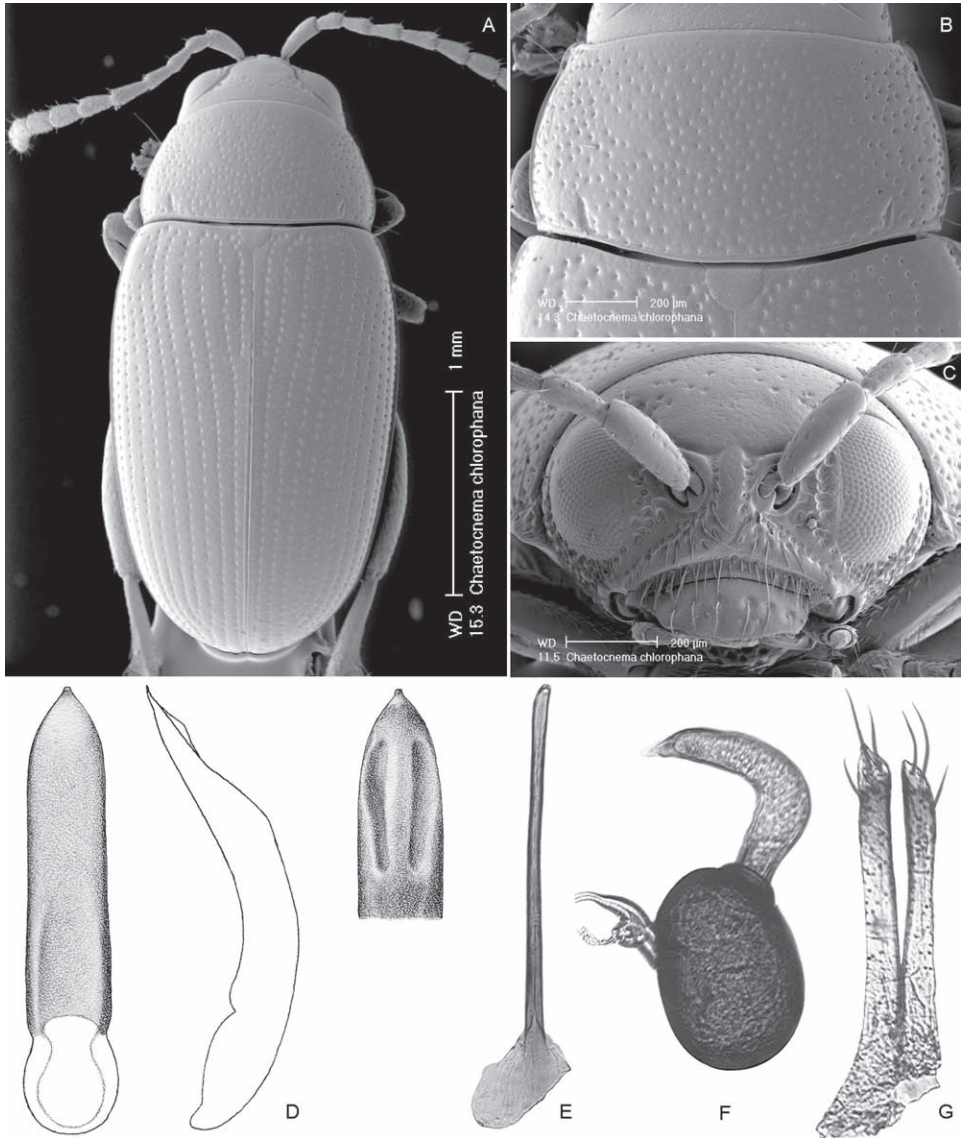 A
1 mm
WD
15.3 Chaetocnema chlorophana
B
WD 200 µm
14.3 Chaetocnema chlorophana
C
WD 200 µm
11.5 Chaetocnema chlorophana
D
E
F
G